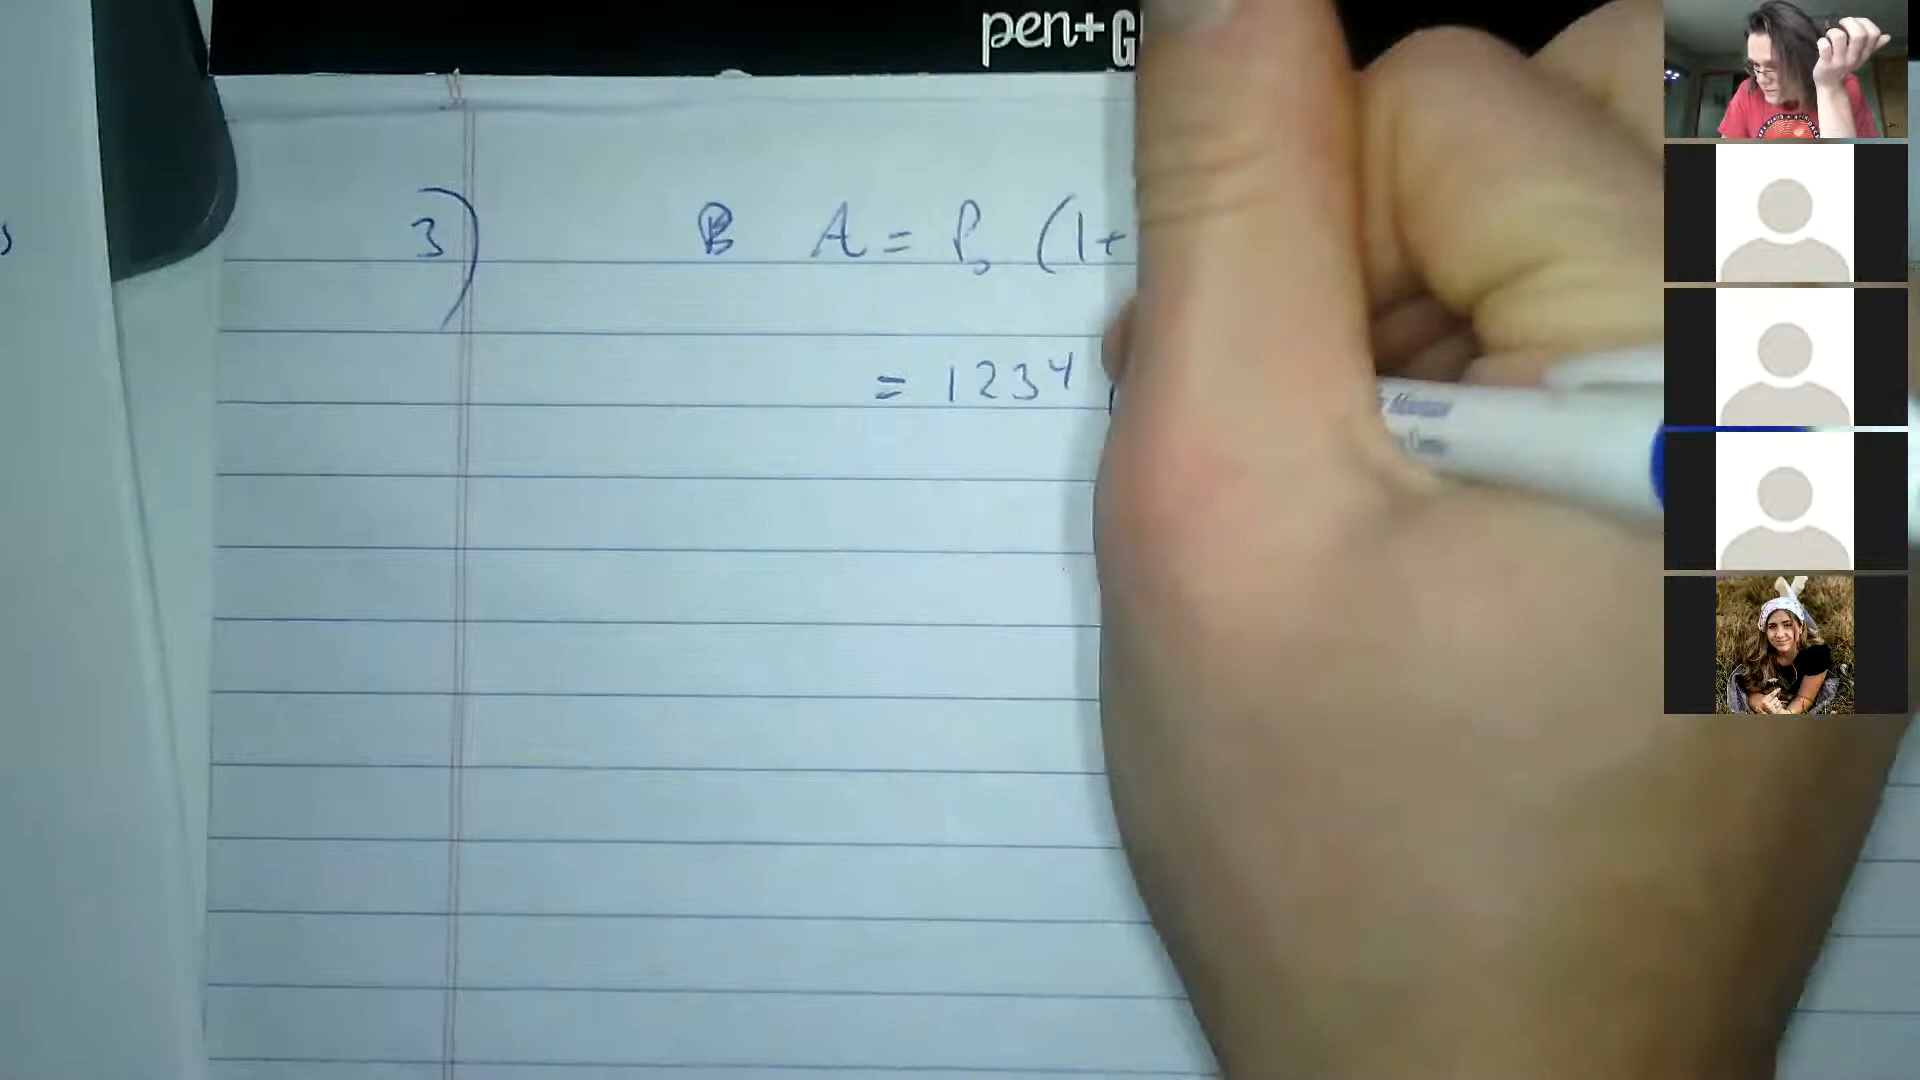 pen+G
3) B A = P₀ (1+
= 1234